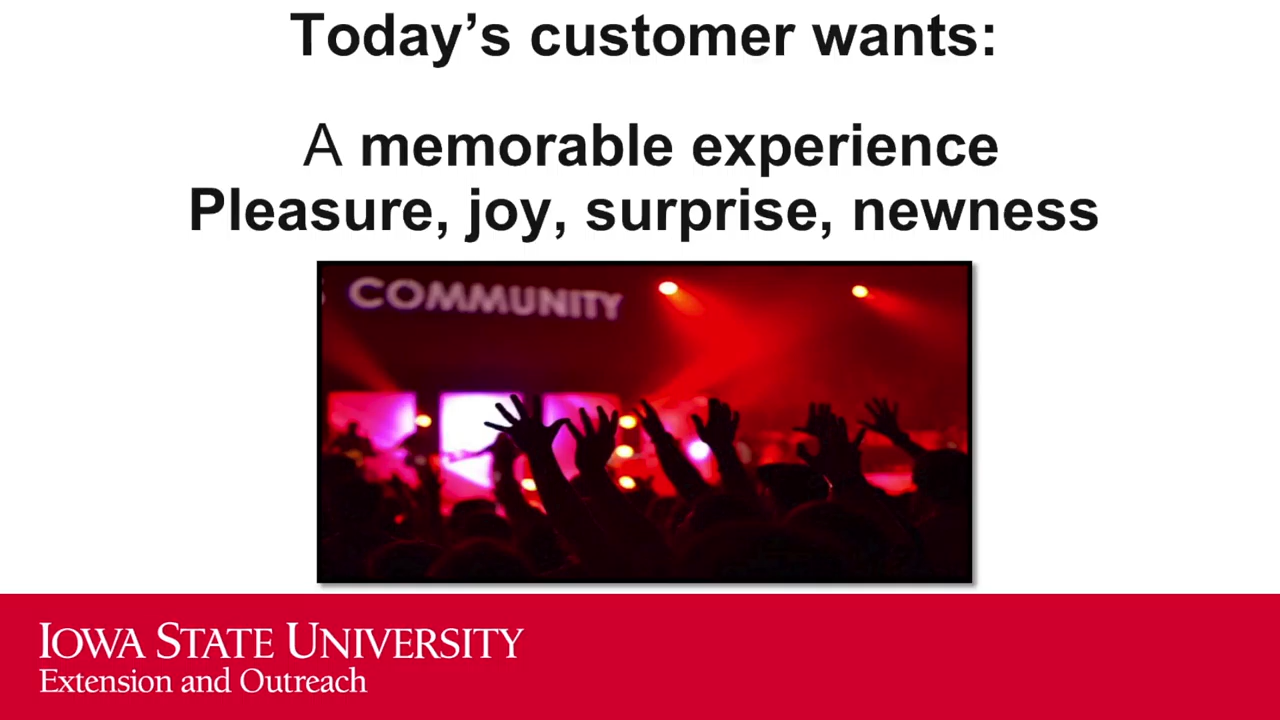 Today’s customer wants:
A memorable experience
Pleasure, joy, surprise, newness
COMMUNITY
IOWA STATE UNIVERSITY
Extension and Outreach